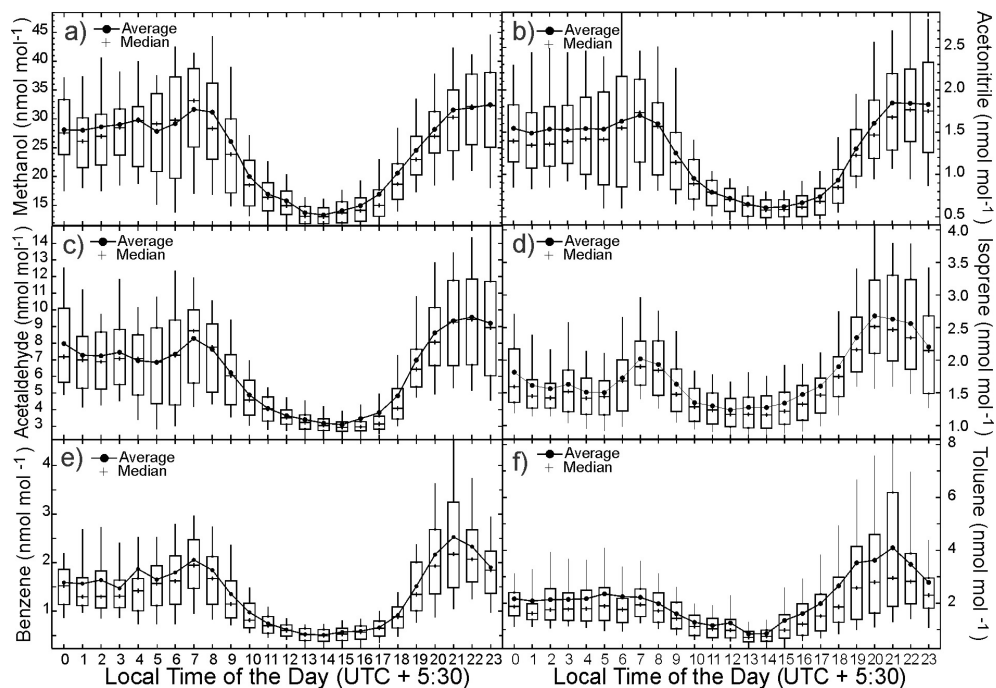 a)
Average
Median
45
40
35
30
25
20
15
Methanol (nmol mol⁻¹)
b)
Average
Median
2.5
2.0
1.5
1.0
0.5
Acetonitrile (nmol mol⁻¹)
c)
Average
Median
14
13
12
11
10
9
8
7
6
5
4
3
Acetaldehyde (nmol mol⁻¹)
d)
Average
Median
4.0
3.5
3.0
2.5
2.0
1.5
1.0
Isoprene (nmol mol⁻¹)
e)
Average
Median
4
3
2
1
Benzene (nmol mol ⁻¹)
f)
Average
Median
8
6
4
2
Toluene (nmol mol ⁻¹)
0 1 2 3 4 5 6 7 8 9 10 11 12 13 14 15 16 17 18 19 20 21 22 23
0 1 2 3 4 5 6 7 8 9 10 11 12 13 14 15 16 17 18 19 20 21 22 23
Local Time of the Day (UTC + 5:30)
Local Time of the Day (UTC + 5:30)